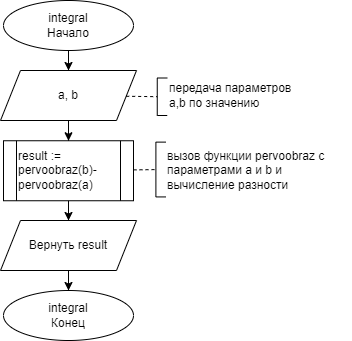 integral
Начало
a, b
передача параметров
a,b по значению
result :=
pervoobraz(b)-
pervoobraz(a)
вызов функции pervoobraz с
параметрами a и b и
вычисление разности
Вернуть result
integral
Конец